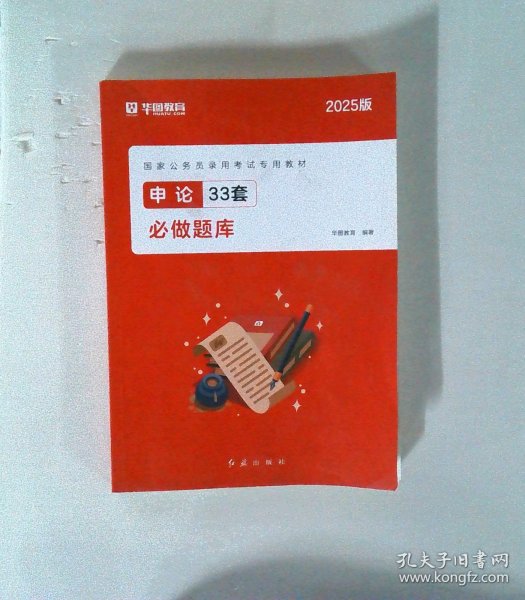 华图教育
HUATU.COM
2025版
国家公务员录用考试专用教材
申论 33套
必做题库
华图教育 编著
红旗出版社
孔夫子旧书网
www.kongfz.com